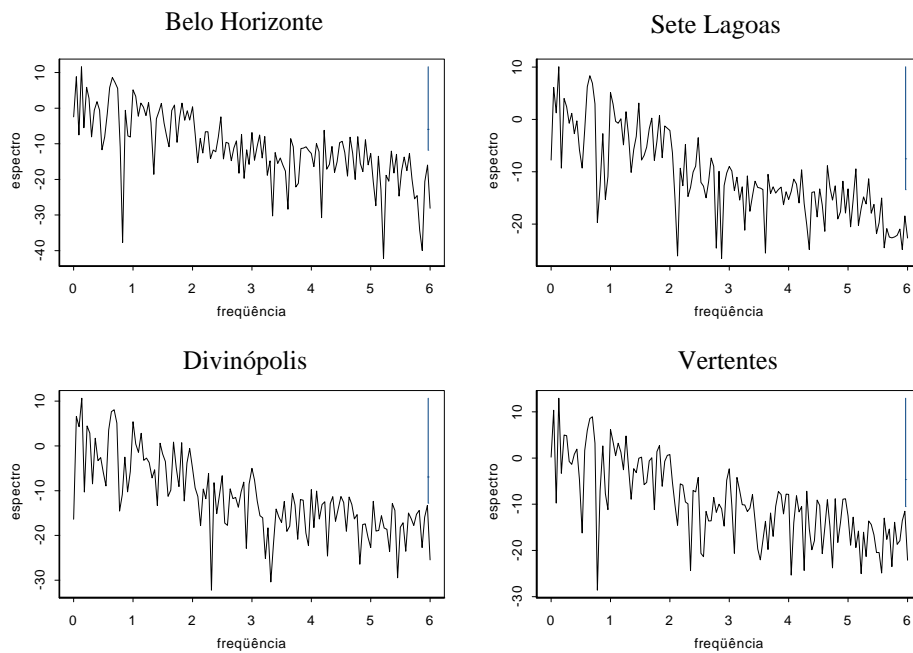 Belo Horizonte
espectro
10
0
-10
-20
-30
-40
0 1 2 3 4 5 6
freqüência
Sete Lagoas
espectro
10
0
-10
-20
0 1 2 3 4 5 6
freqüência
Divinópolis
espectro
10
0
-10
-20
-30
0 1 2 3 4 5 6
freqüência
Vertentes
espectro
10
0
-10
-20
-30
0 1 2 3 4 5 6
freqüência